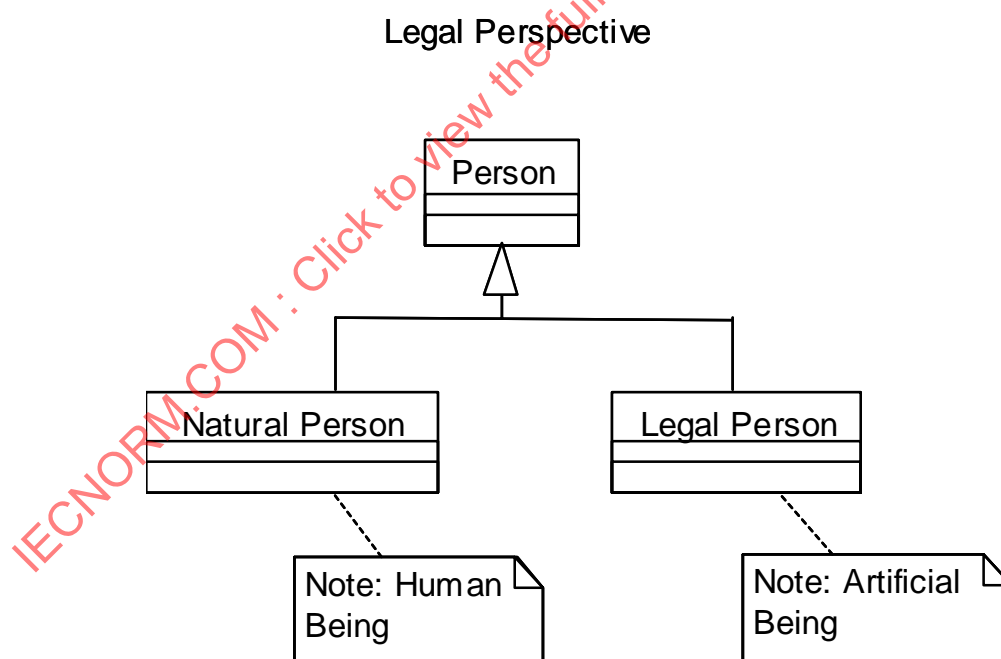 Legal Perspective
Person
Natural Person
Legal Person
Note: Human
Being
Note: Artificial
Being
IECNORM.COM : Click to view the full